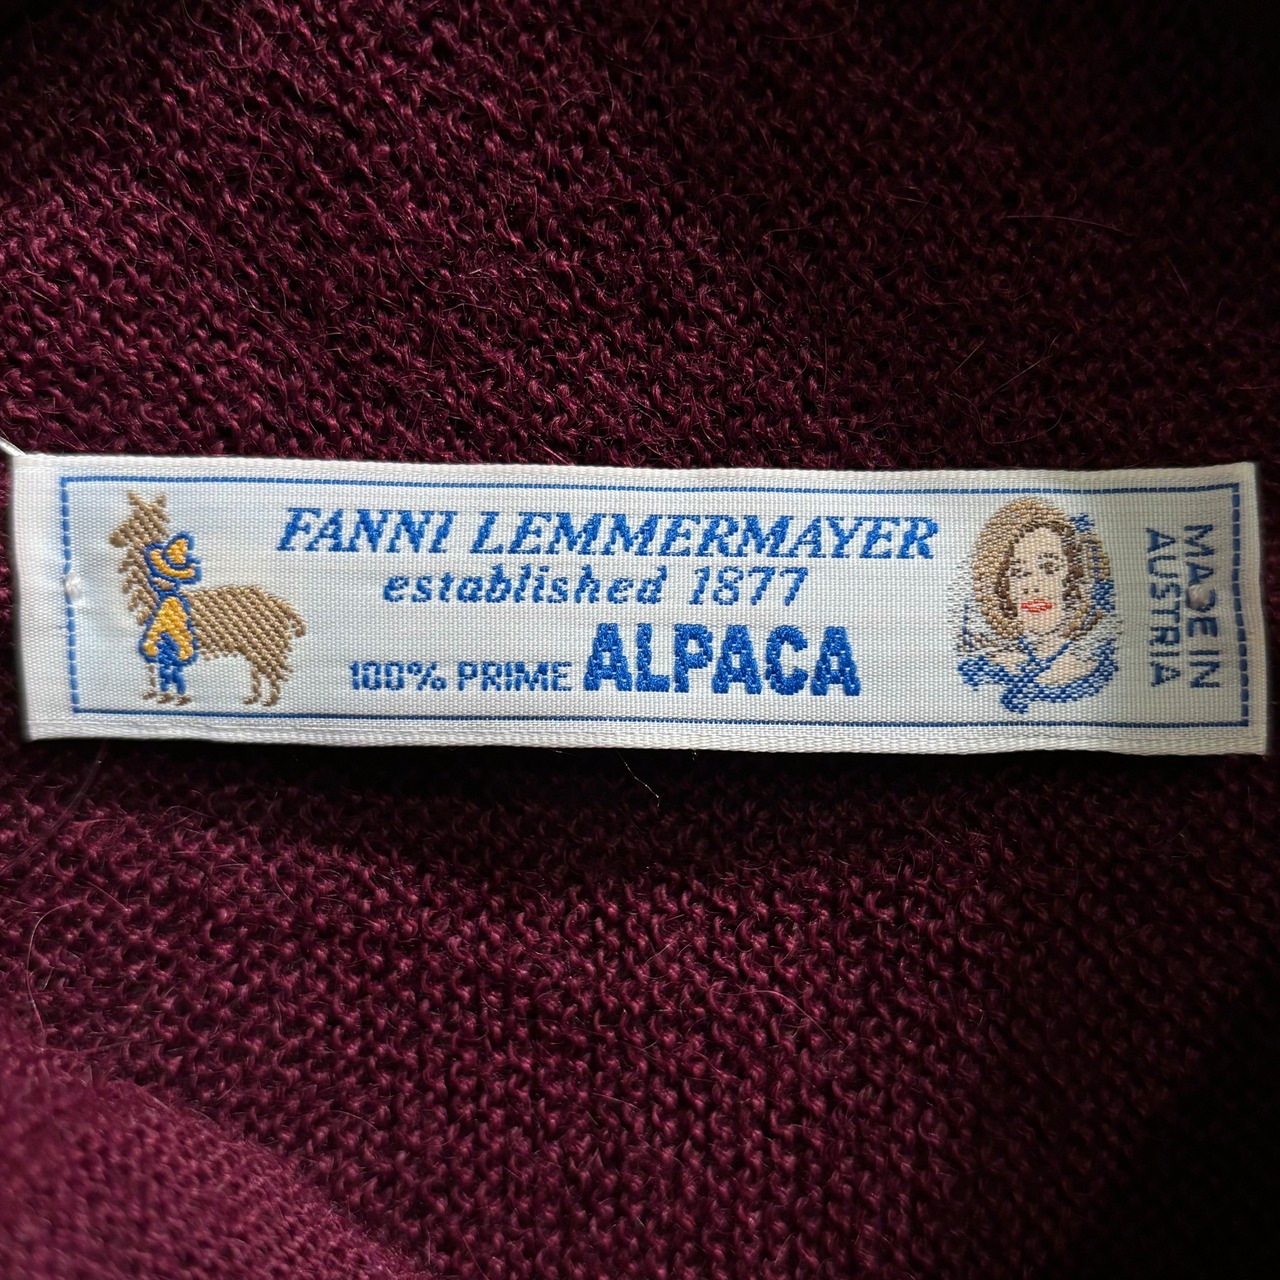 FANNI LEMMERMAYER
established 1877
100% PRIME ALPACA
MADE IN
AUSTRIA